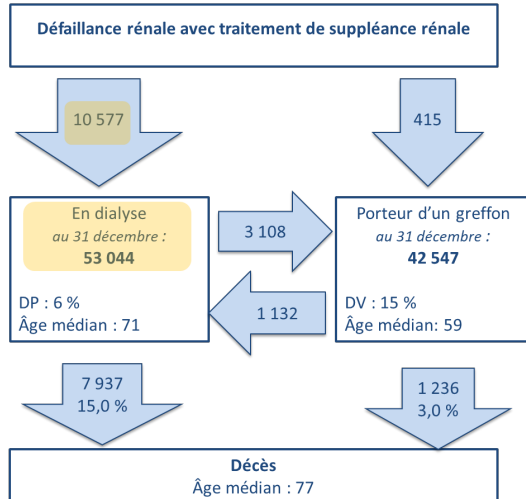 Défaillance rénale avec traitement de suppléance rénale
10 577
415
En dialyse
au 31 décembre :
53 044
DP : 6 %
Âge médian : 71
3 108
1 132
Porteur d’un greffon
au 31 décembre :
42 547
DV : 15 %
Âge médian: 59
7 937
15,0 %
1 236
3,0 %
Décès
Âge médian : 77